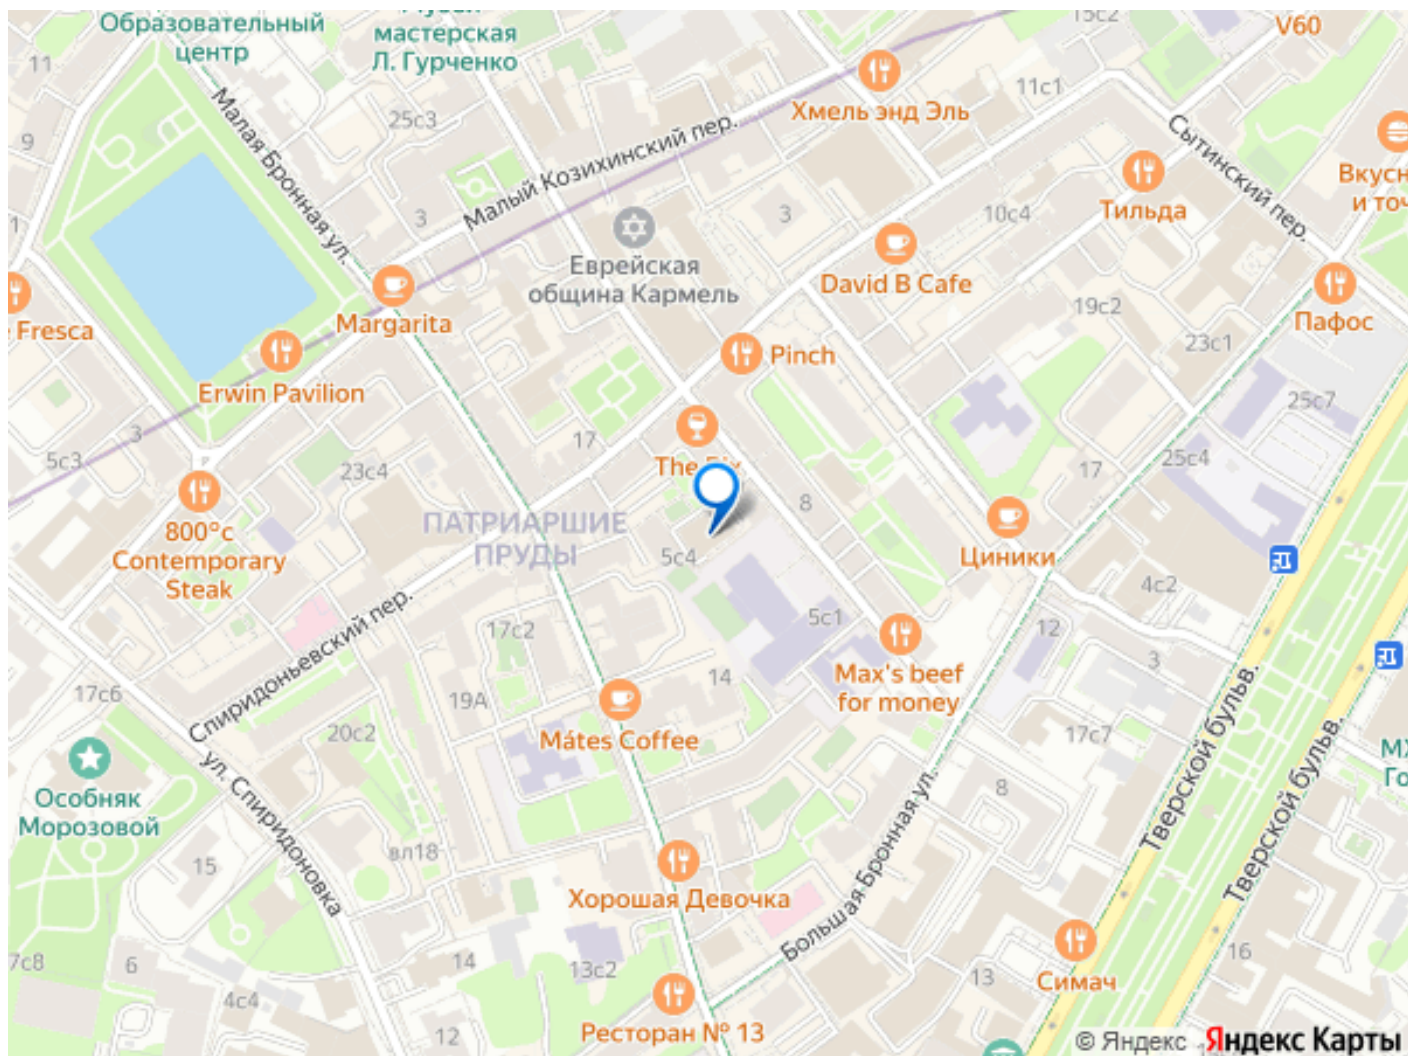 Образовательный
центр
мастерская
Л. Гурченко
15с2
V60
11
25с3
Малая Бронная ул.
Малый Козихинский пер.
Хмель энд Эль
11с1
Сытинский пер.
9
3
3
Тильда
10с4
Еврейская
община Кармель
David B Cafe
19с2
Пафос
Fresca
Margarita
Pinch
23с1
Erwin Pavilion
25с7
3
5с3
17
23с4
The
17
25с4
8
800°с
Contemporary
Steak
ПАТРИАРШИЕ
ПРУДЫ
5с4
Циники
4с2
Спиридоньевский пер.
17с2
5с1
12
3
Max's beef
for money
14
17с6
19А
20с2
Mátes Coffee
17с7
Тверской бульв.
Тверской бульв.
ул. Спиридоновка
Особняк
Морозовой
8
Большая Бронная ул.
вл18
15
Хорошая Девочка
7с8
6
14
13с2
13
16
Симач
4с4
12
Ресторан № 13
© Яндекс Яндекс Карты